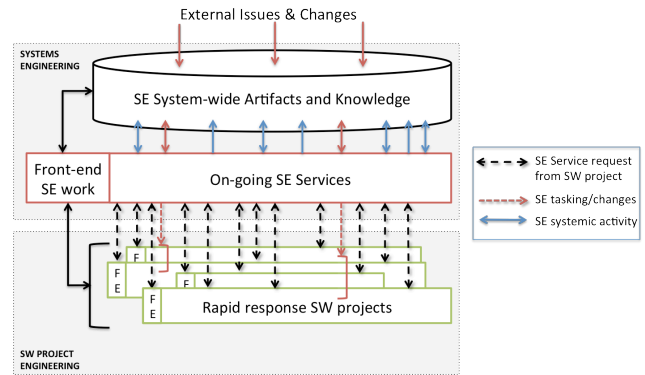 External Issues & Changes
SYSTEMS
ENGINEERING
SE System-wide Artifacts and Knowledge
Front-end
SE work
On-going SE Services
SE Service request
from SW project
SE tasking/changes
SE systemic activity
F
F
E
F
F
E
Rapid response SW projects
SW PROJECT
ENGINEERING